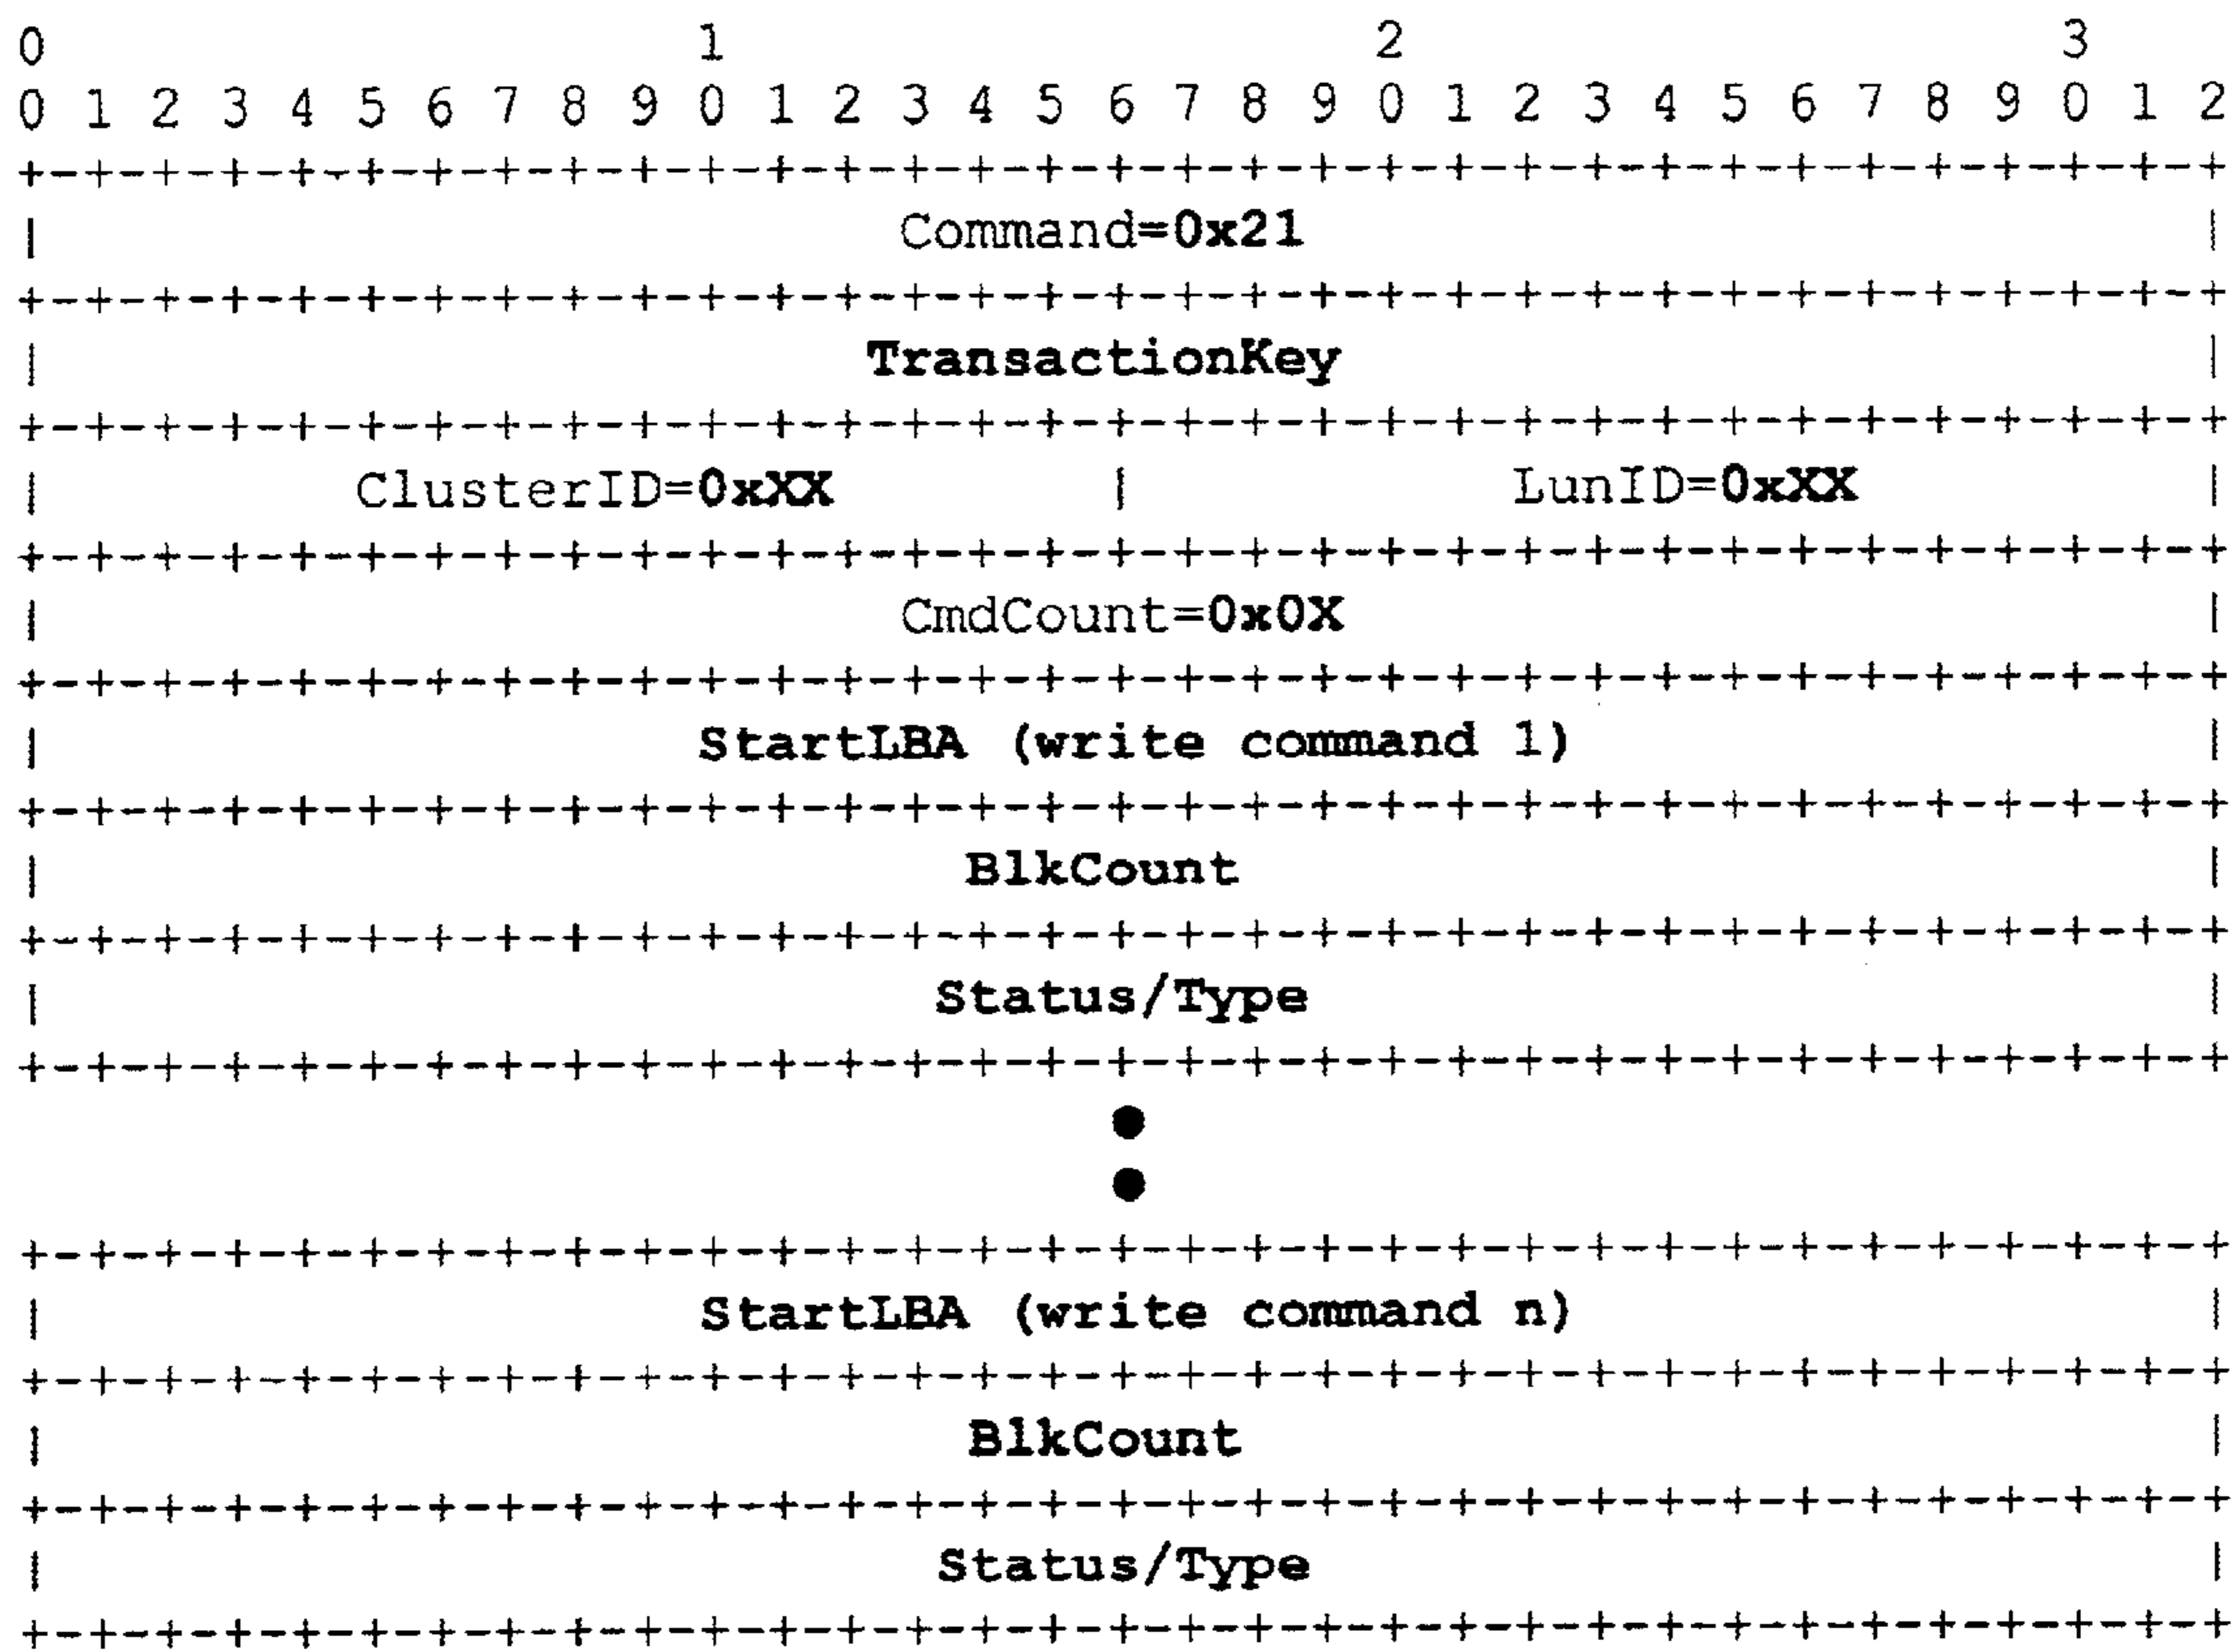 0 1 2 3
0 1 2 3 4 5 6 7 8 9 0 1 2 3 4 5 6 7 8 9 0 1 2 3 4 5 6 7 8 9 0 1 2
+-+-+-+-+-+-+-+-+-+-+-+-+-+-+-+-+-+-+-+-+-+-+-+-+-+-+-+-+-+-+-+-+
| Command=0x21 |
+-+-+-+-+-+-+-+-+-+-+-+-+-+-+-+-+-+-+-+-+-+-+-+-+-+-+-+-+-+-+-+-+
| TransactionKey |
+-+-+-+-+-+-+-+-+-+-+-+-+-+-+-+-+-+-+-+-+-+-+-+-+-+-+-+-+-+-+-+-+
| ClusterID=0xXX | LunID=0xXX |
+-+-+-+-+-+-+-+-+-+-+-+-+-+-+-+-+-+-+-+-+-+-+-+-+-+-+-+-+-+-+-+-+
| CmdCount=0x0X |
+-+-+-+-+-+-+-+-+-+-+-+-+-+-+-+-+-+-+-+-+-+-+-+-+-+-+-+-+-+-+-+-+
| StartLBA (write command 1) |
+-+-+-+-+-+-+-+-+-+-+-+-+-+-+-+-+-+-+-+-+-+-+-+-+-+-+-+-+-+-+-+-+
| BlkCount |
+-+-+-+-+-+-+-+-+-+-+-+-+-+-+-+-+-+-+-+-+-+-+-+-+-+-+-+-+-+-+-+-+
| Status/Type |
+-+-+-+-+-+-+-+-+-+-+-+-+-+-+-+-+-+-+-+-+-+-+-+-+-+-+-+-+-+-+-+-+
●
●
+-+-+-+-+-+-+-+-+-+-+-+-+-+-+-+-+-+-+-+-+-+-+-+-+-+-+-+-+-+-+-+-+
| StartLBA (write command n) |
+-+-+-+-+-+-+-+-+-+-+-+-+-+-+-+-+-+-+-+-+-+-+-+-+-+-+-+-+-+-+-+-+
| BlkCount |
+-+-+-+-+-+-+-+-+-+-+-+-+-+-+-+-+-+-+-+-+-+-+-+-+-+-+-+-+-+-+-+-+
| Status/Type |
+-+-+-+-+-+-+-+-+-+-+-+-+-+-+-+-+-+-+-+-+-+-+-+-+-+-+-+-+-+-+-+-+